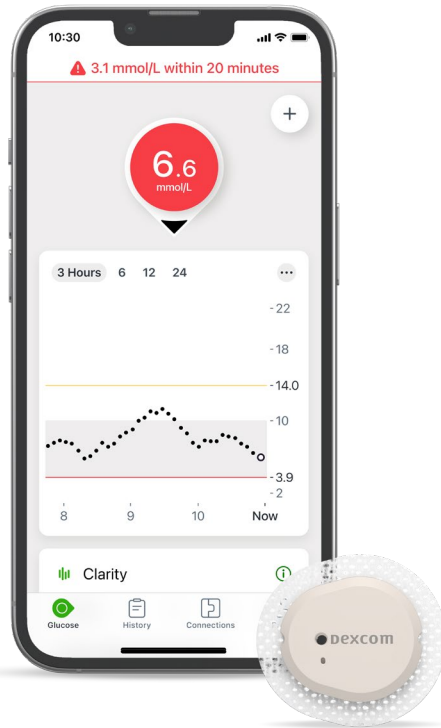 10:30
3.1 mmol/L within 20 minutes
+
6.6
mmol/L
3 Hours 6 12 24 ...
22
18
14.0
10
3.9
2
8 9 10 Now
Clarity
Glucose History Connections
Dexcom